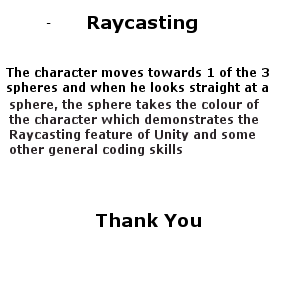 - Raycasting
The character moves towards 1 of the 3
spheres and when he looks straight at a
sphere, the sphere takes the colour of
the character which demonstrates the
Raycasting feature of Unity and some
other general coding skills
Thank You